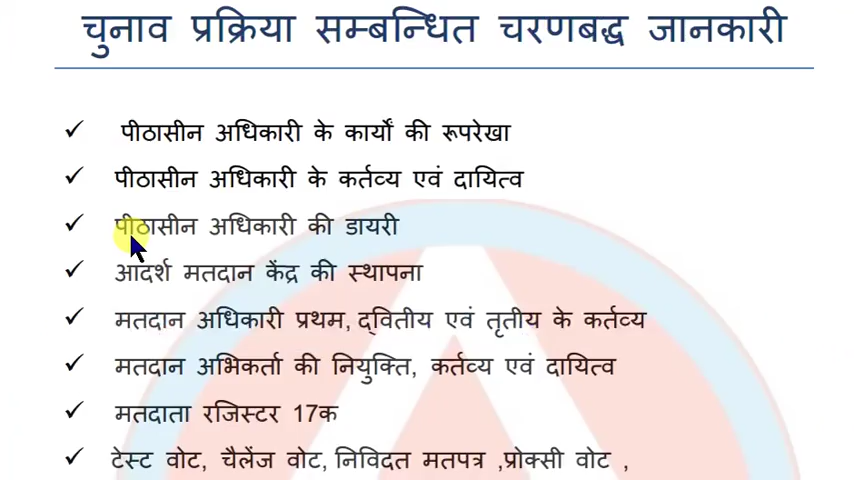 चुनाव प्रक्रिया सम्बन्धित चरणबद्ध जानकारी
✓ पीठासीन अधिकारी के कार्यों की रूपरेखा
✓ पीठासीन अधिकारी के कर्तव्य एवं दायित्व
✓ पीठासीन अधिकारी की डायरी
✓ आदर्श मतदान केंद्र की स्थापना
✓ मतदान अधिकारी प्रथम, द्वितीय एवं तृतीय के कर्तव्य
✓ मतदान अभिकर्ता की नियुक्ति, कर्तव्य एवं दायित्व
✓ मतदाता रजिस्टर 17क
✓ टेस्ट वोट, चैलेंज वोट, निविदत मतपत्र ,प्रोक्सी वोट ,